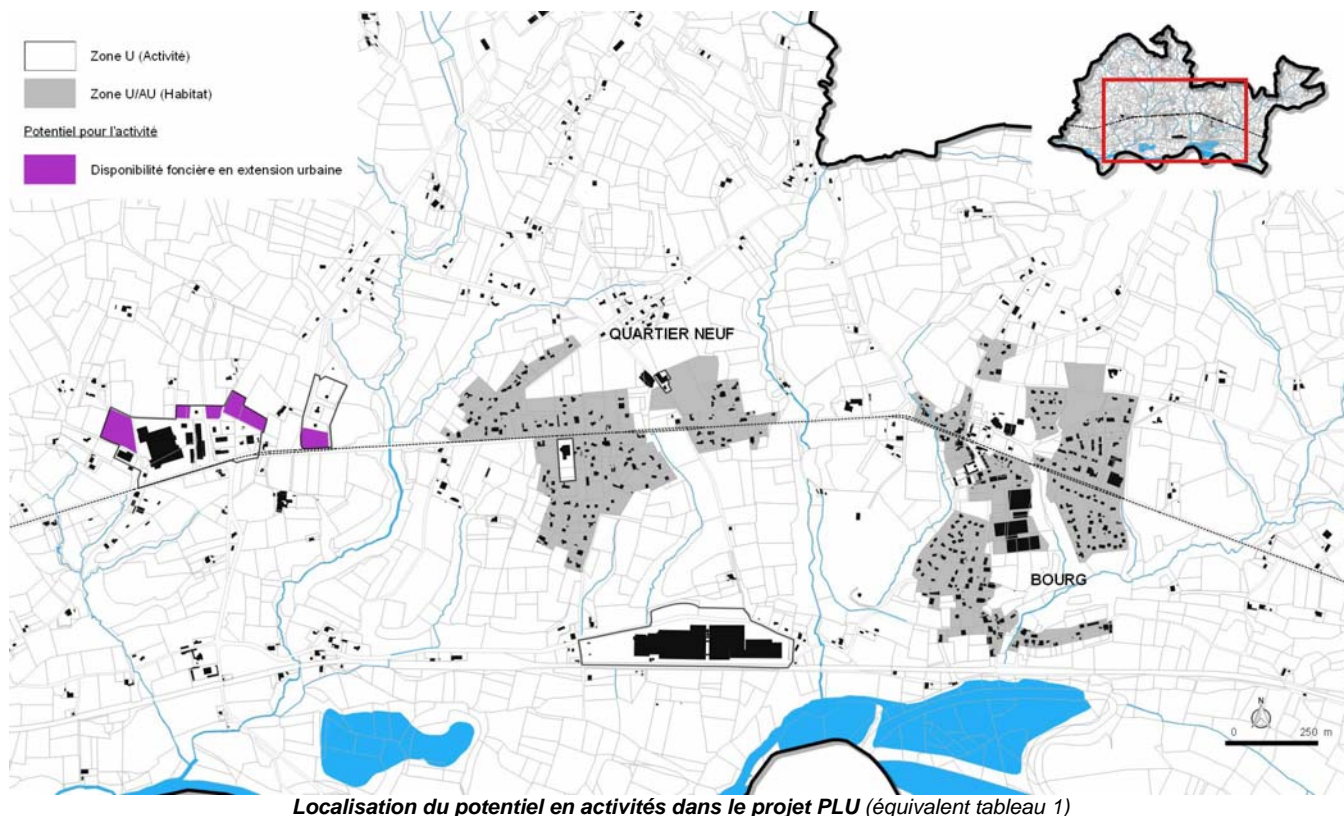 Zone U (Activité)
Zone U/AU (Habitat)
Potentiel pour l'activité
Disponibilité foncière en extension urbaine
QUARTIER NEUF
BOURG
N
0 250 m
Localisation du potentiel en activités dans le projet PLU (équivalent tableau 1)